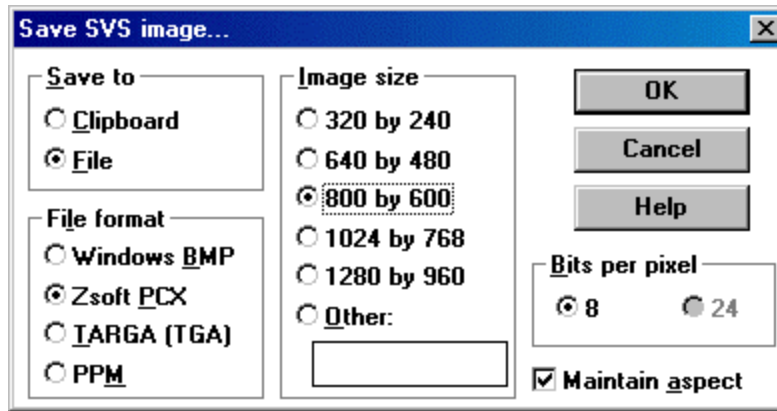 Save SVS image...
Save to
Clipboard
File
File format
Windows BMP
Zsoft PCX
TARGA (TGA)
PPM
Image size
320 by 240
640 by 480
800 by 600
1024 by 768
1280 by 960
Other:
OK
Cancel
Help
Bits per pixel
8
24
Maintain aspect